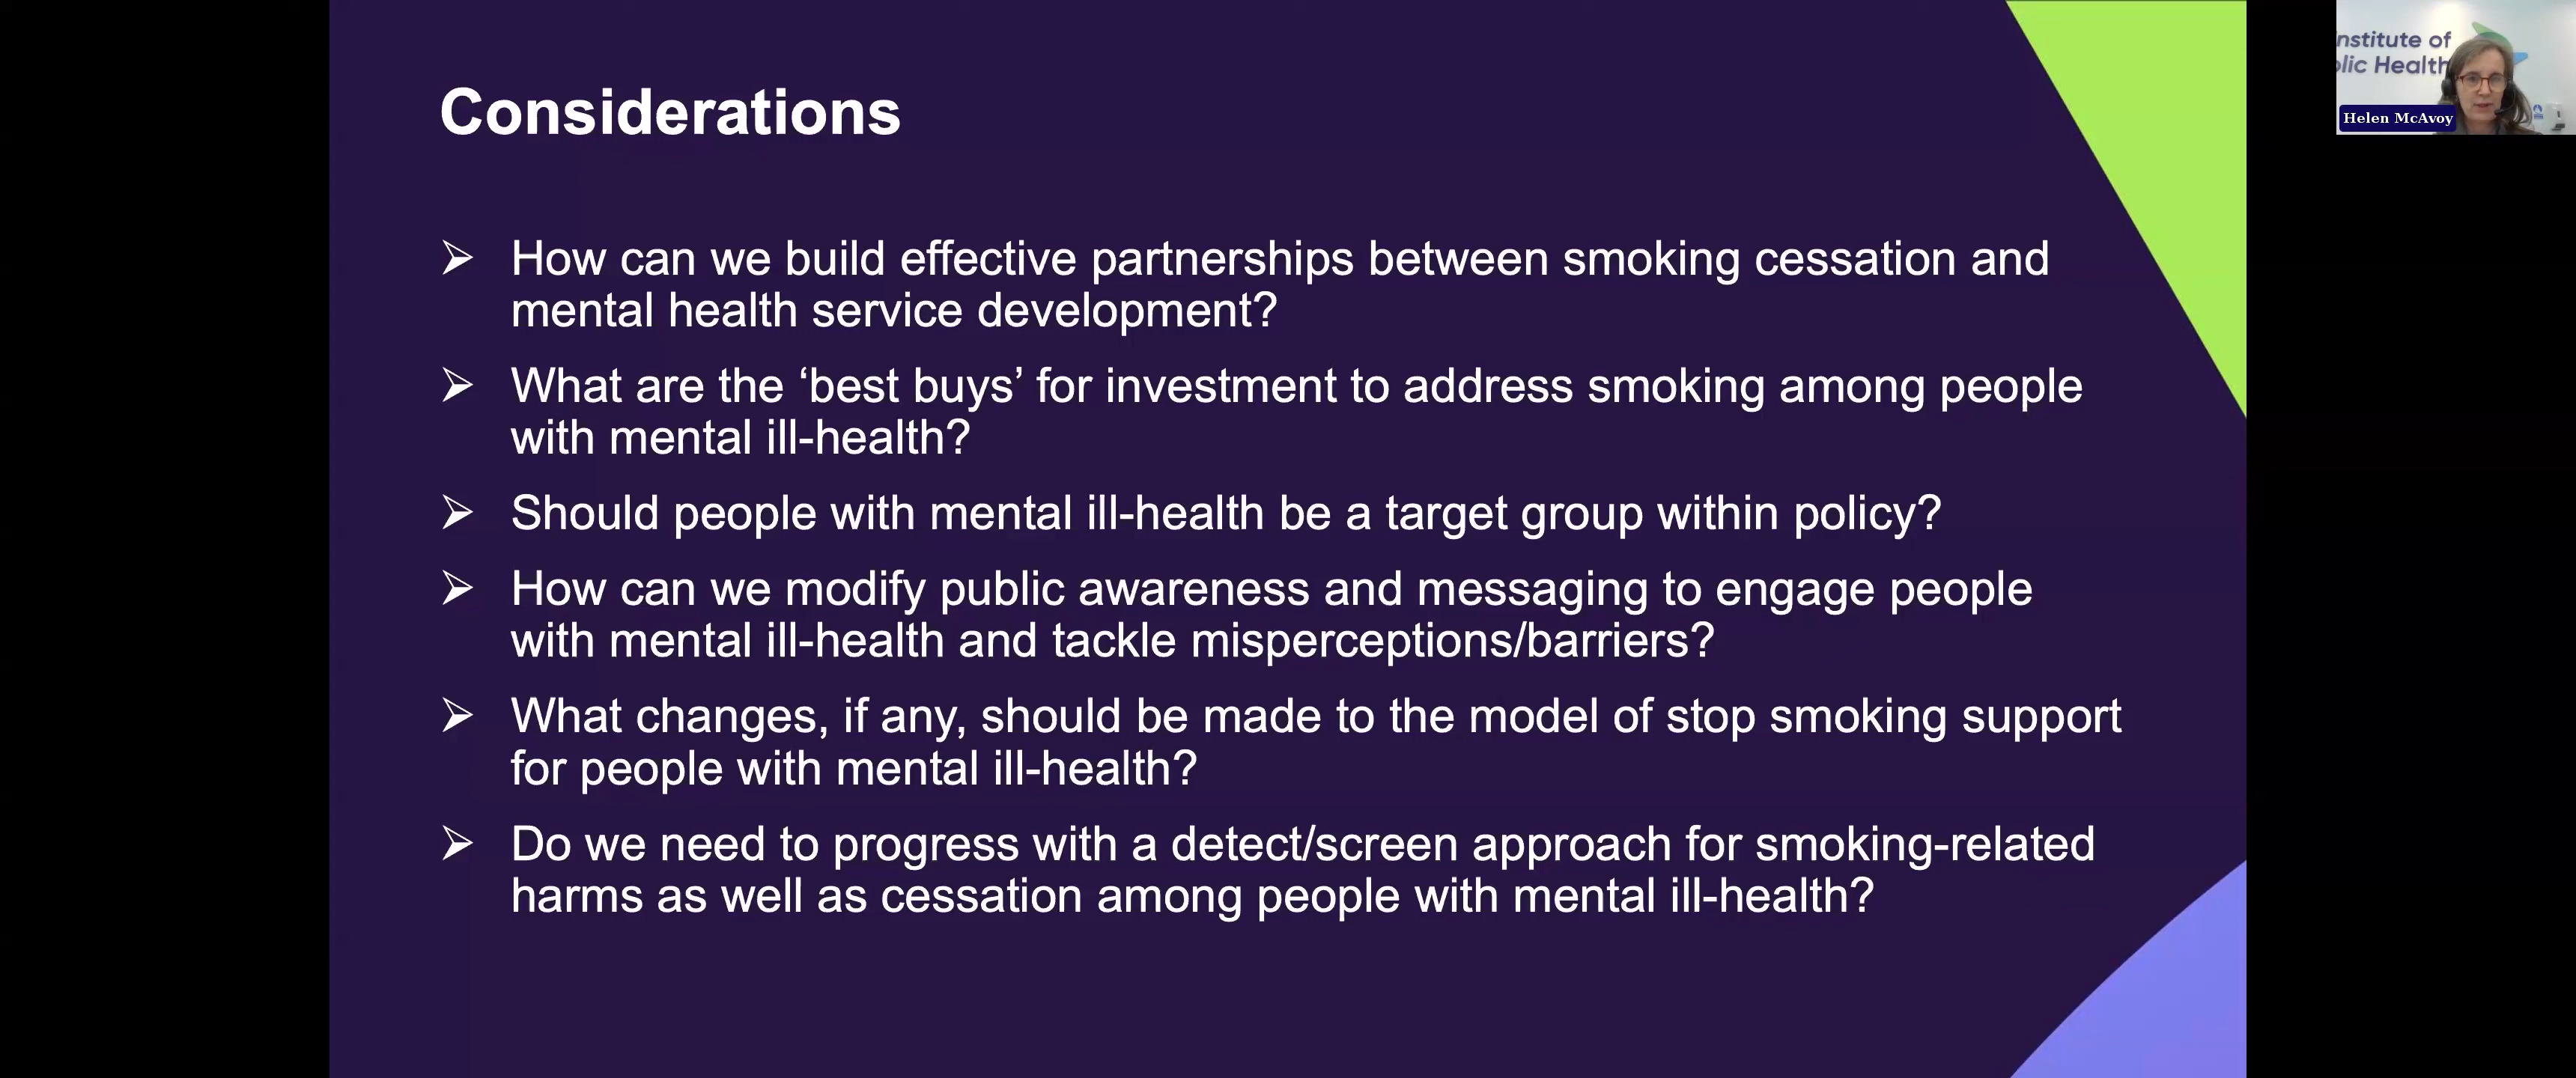 Considerations
How can we build effective partnerships between smoking cessation and
mental health service development?
What are the ‘best buys’ for investment to address smoking among people
with mental ill-health?
Should people with mental ill-health be a target group within policy?
How can we modify public awareness and messaging to engage people
with mental ill-health and tackle misperceptions/barriers?
What changes, if any, should be made to the model of stop smoking support
for people with mental ill-health?
Do we need to progress with a detect/screen approach for smoking-related
harms as well as cessation among people with mental ill-health?
nstitute of
lic Health
Helen McAvoy